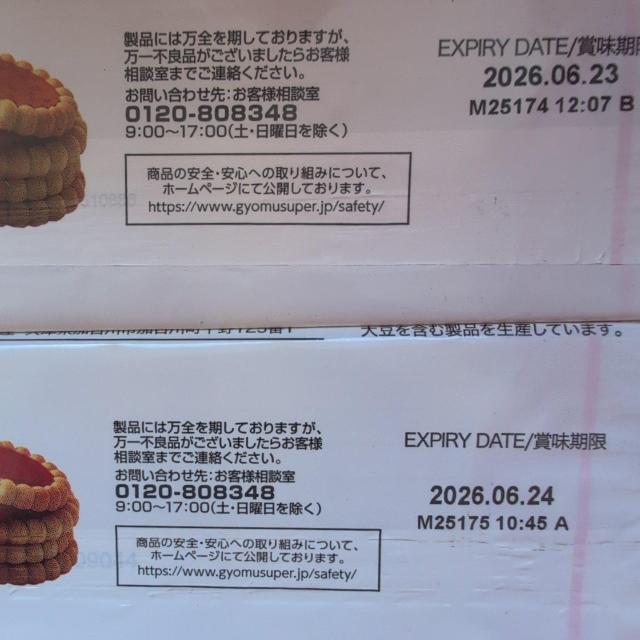 製品には万全を期しておりますが、
万一不良品がございましたらお客様
相談室までご連絡ください。
お問い合わせ先：お客様相談室
0120-808348
9:00～17:00(土・日曜日を除く)
商品の安全・安心への取り組みについて、
ホームページにて公開しております。
https://www.gyomusuper.jp/safety/
EXPIRY DATE/賞味期限
2026.06.23
M25174 12:07 B
大豆を含む製品を生産しています。
製品には万全を期しておりますが、
万一不良品がございましたらお客様
相談室までご連絡ください。
お問い合わせ先：お客様相談室
0120-808348
9:00～17:00(土・日曜日を除く)
商品の安全・安心への取り組みについて、
ホームページにて公開しております。
https://www.gyomusuper.jp/safety/
EXPIRY DATE/賞味期限
2026.06.24
M25175 10:45 A